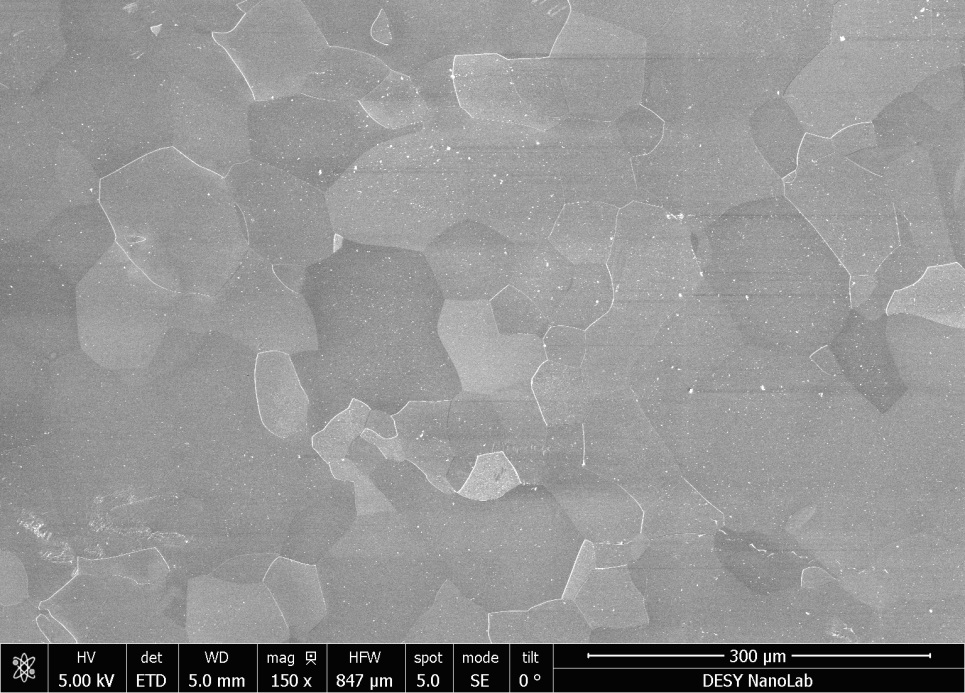 HV det WD mag HFW spot mode tilt 300 µm
5.00 kV ETD 5.0 mm 150 x 847 µm 5.0 SE 0 ° DESY NanoLab